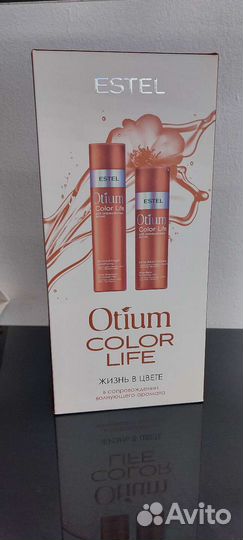 ESTEL
ESTEL
Otium
Color Life
ESTEL
Otium
Color Life
Otium
COLOR
LIFE
ЖИЗНЬ В ЦВЕТЕ
в сопровождении
волнующего аромата
Avito